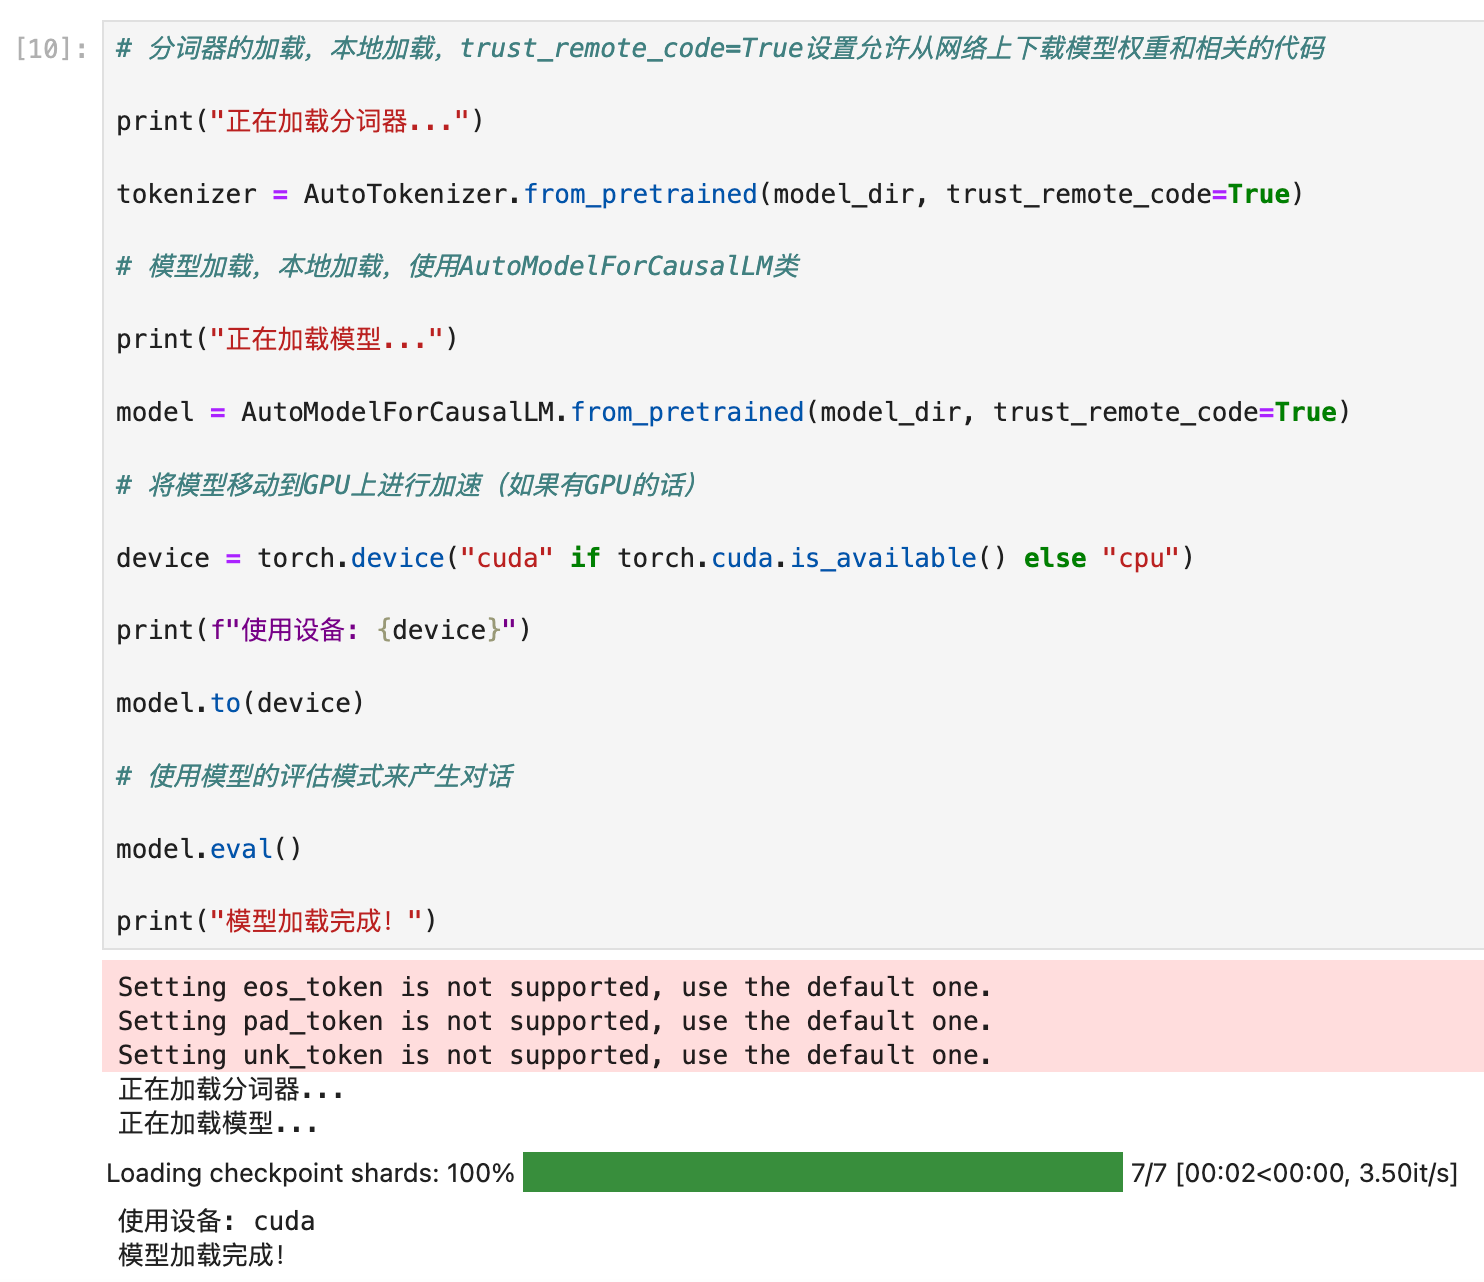 [10]:
# 分词器的加载，本地加载，trust_remote_code=True设置允许从网络上下载模型权重和相关的代码
print("正在加载分词器...")
tokenizer = AutoTokenizer.from_pretrained(model_dir, trust_remote_code=True)
# 模型加载，本地加载，使用AutoModelForCausalLM类
print("正在加载模型...")
model = AutoModelForCausalLM.from_pretrained(model_dir, trust_remote_code=True)
# 将模型移动到GPU上进行加速（如果有GPU的话）
device = torch.device("cuda" if torch.cuda.is_available() else "cpu")
print(f"使用设备: {device}")
model.to(device)
# 使用模型的评估模式来产生对话
model.eval()
print("模型加载完成！")
Setting eos_token is not supported, use the default one.
Setting pad_token is not supported, use the default one.
Setting unk_token is not supported, use the default one.
正在加载分词器...
正在加载模型...
Loading checkpoint shards: 100% 7/7 [00:02<00:00, 3.50it/s]
使用设备: cuda
模型加载完成！